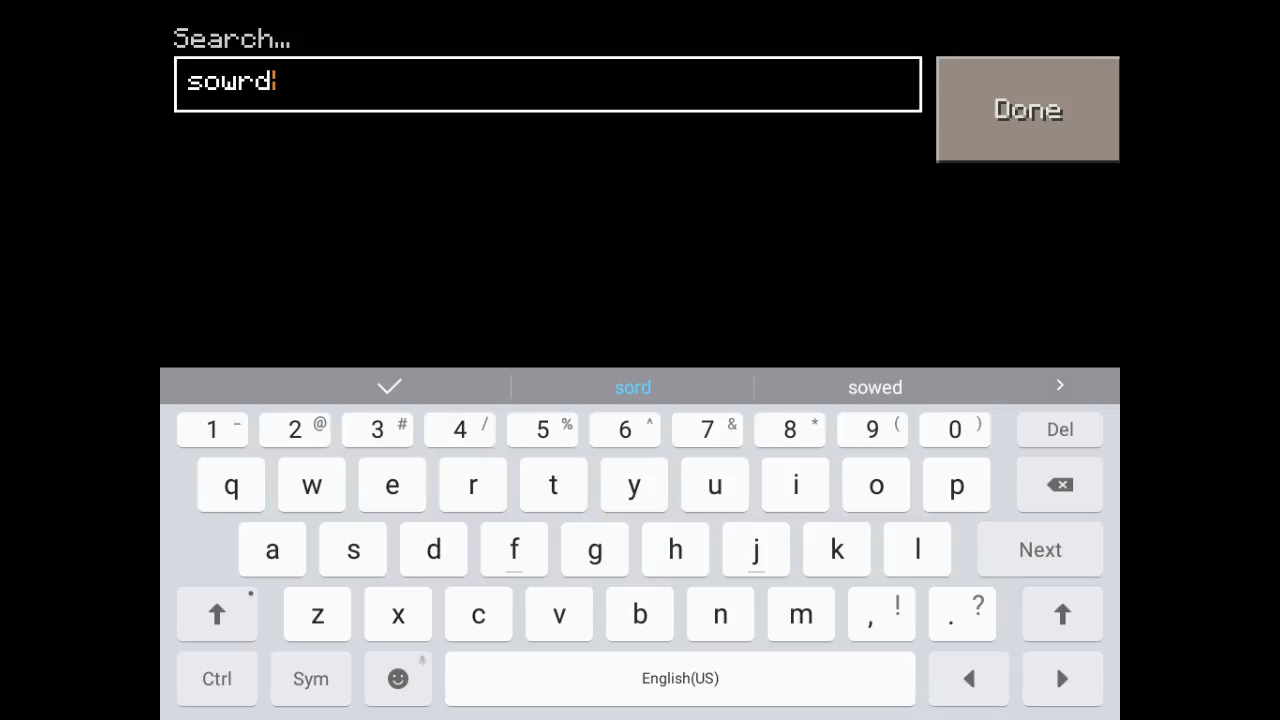 Search...
sowrd
Done
sord sowed >
1 - 2 @ 3 # 4 / 5 % 6 ^ 7 & 8 * 9 ( 0 ) Del
q w e r t y u i o p
a s d f g h j k l Next
z x c v b n m , ! . ?
Ctrl Sym English(US)